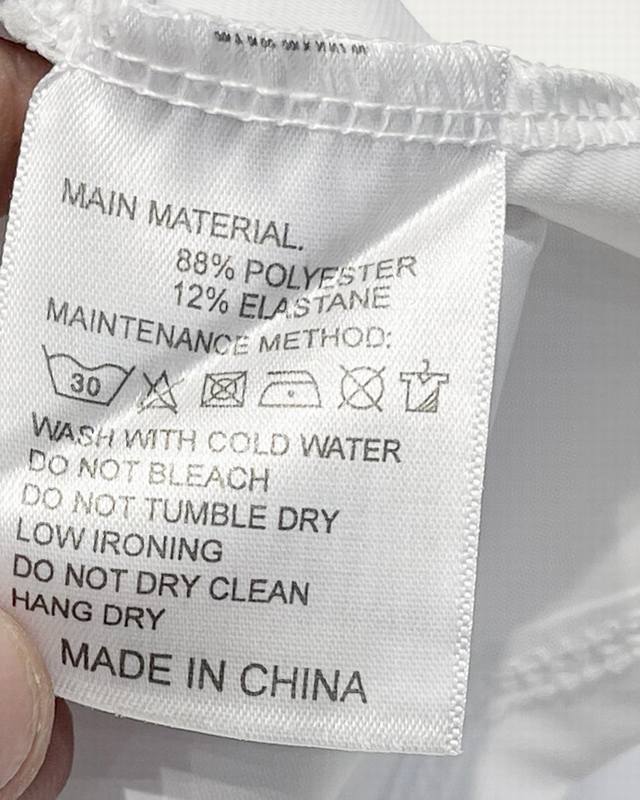 MAIN MATERIAL.
88% POLYESTER
12% ELASTANE
MAINTENANCE METHOD:
30
WASH WITH COLD WATER
DO NOT BLEACH
DO NOT TUMBLE DRY
LOW IRONING
DO NOT DRY CLEAN
HANG DRY
MADE IN CHINA